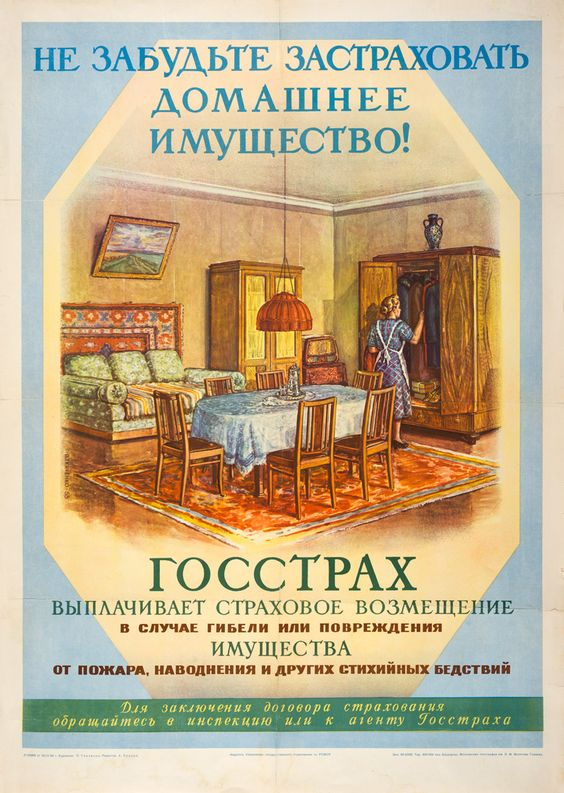 НЕ ЗАБУДЬТЕ ЗАСТРАХОВАТЬ
ДОМАШНЕЕ
ИМУЩЕСТВО!
ГОССТРАХ
ВЫПЛАЧИВАЕТ СТРАХОВОЕ ВОЗМЕЩЕНИЕ
В СЛУЧАЕ ГИБЕЛИ ИЛИ ПОВРЕЖДЕНИЯ
ИМУЩЕСТВА
ОТ ПОЖАРА, НАВОДНЕНИЯ И ДРУГИХ СТИХИЙНЫХ БЕДСТВИЙ
Для заключения договора страхования
обращайтесь в инспекцию или к агенту Госстраха